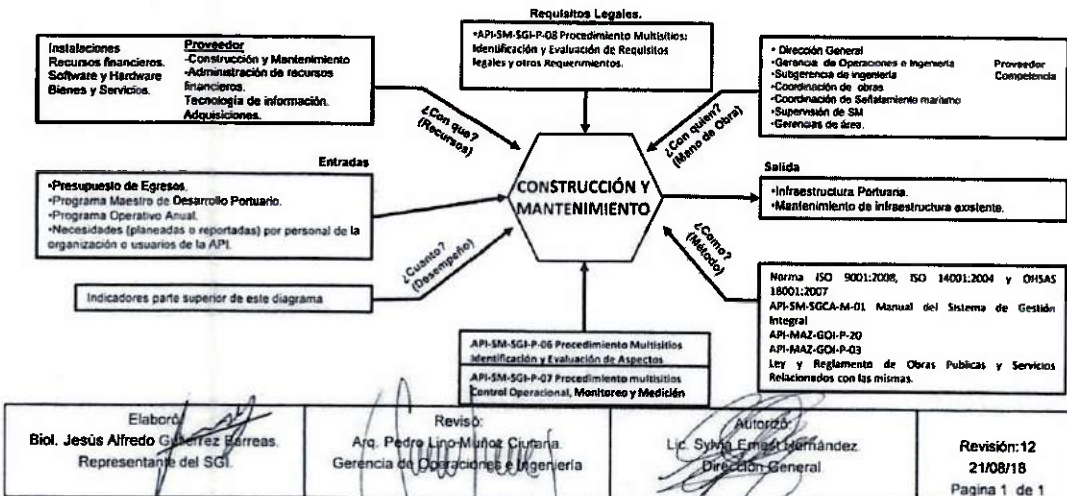 Requisitos Legales.
•API-SM-SGI-P-08 Procedimiento Multisitios:
Identificación y Evaluación de Requisitos
legales y otros Requerimientos.
Instalaciones
Recursos financieros.
Software y Hardware
Bienes y Servicios.
Proveedor
-Construcción y Mantenimiento
-Administración de recursos
financieros.
Tecnología de información.
Adquisiciones.
• Dirección General
•Gerencia de Operaciones e Ingeniería
•Subgerencia de ingeniería
•Coordinación de obras
•Coordinación de Señalamiento marítimo
•Supervisión de SM
•Gerencias de área.
Proveedor
Competencia
¿Con que?
(Recursos)
¿Con quien?
(Mano de Obra)
Entradas
•Presupuesto de Egresos.
•Programa Maestro de Desarrollo Portuario.
•Programa Operativo Anual.
•Necesidades (planeadas o reportadas) por personal de la
organización o usuarios de la API.
CONSTRUCCIÓN Y
MANTENIMIENTO
Salida
•Infraestructura Portuaria.
•Mantenimiento de infraestructura existente.
¿Cuanto?
(Desempeño)
¿Como?
(Método)
Indicadores parte superior de este diagrama
Norma ISO 9001:2008, ISO 14001:2004 y OHSAS
18001:2007
API-SM-SGCA-M-01 Manual del Sistema de Gestión
Integral
API-MAZ-GOI-P-20
API-MAZ-GOI-P-03
Ley y Reglamento de Obras Publicas y Servicios
Relacionados con las mismas.
API-SM-SGI-P-06 Procedimiento Multisitios
Identificación y Evaluación de Aspectos
API-SM-SGI-P-07 Procedimiento multisitios
Control Operacional, Monitoreo y Medición
Elaboró:
Biol. Jesús Alfredo Gutierrez Barreas.
Representante del SGI.
Revisó:
Arq. Pedro Lino Muñoz
Gerencia de Operaciones e Ingeniería
Autorizó:
Lic. Sylvia Ernest Hernández.
Dirección General
Revisión:12
21/08/18
Pagina 1 de 1